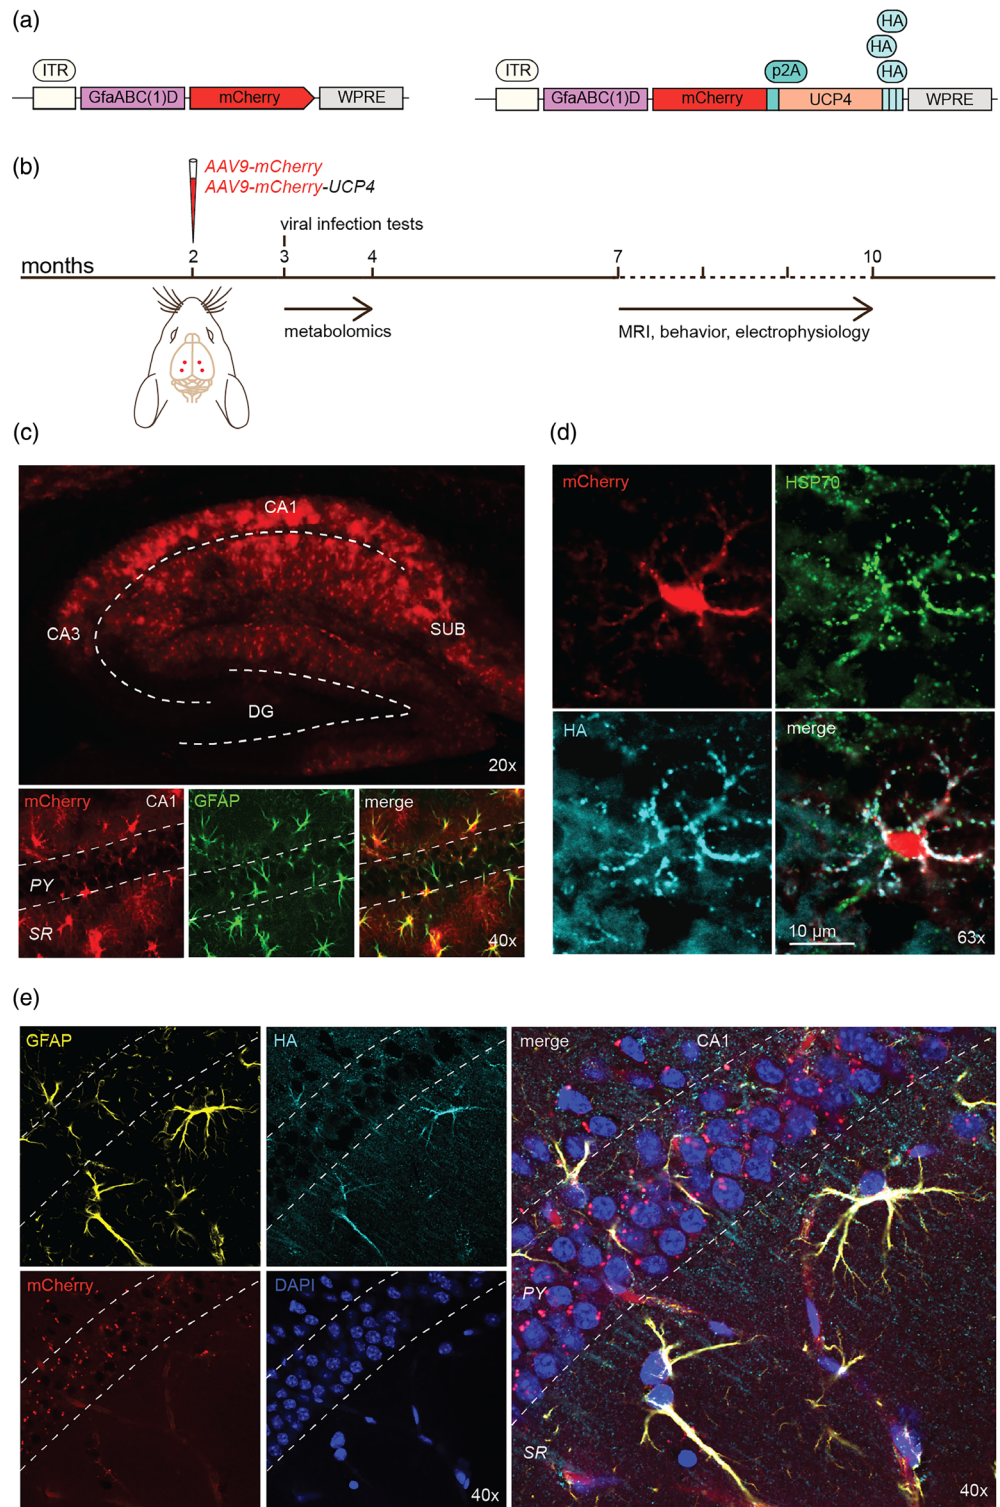 (a)
HA
HA
ITR
ITR
p2A
HA
GfaABC(1)D
mCherry
WPRE
GfaABC(1)D
mCherry
UCP4
WPRE
(b)
AAV9-mCherry
AAV9-mCherry-UCP4
viral infection tests
months
2
3
4
7
10
metabolomics
MRI, behavior, electrophysiology
(c)
CA1
CA3
SUB
DG
20x
mCherry
CA1
PY
SR
GFAP
merge
40x
(d)
mCherry
HSP70
HA
merge
10 µm
63x
(e)
GFAP
HA
mCherry
DAPI
40x
merge
CA1
PY
SR
40x